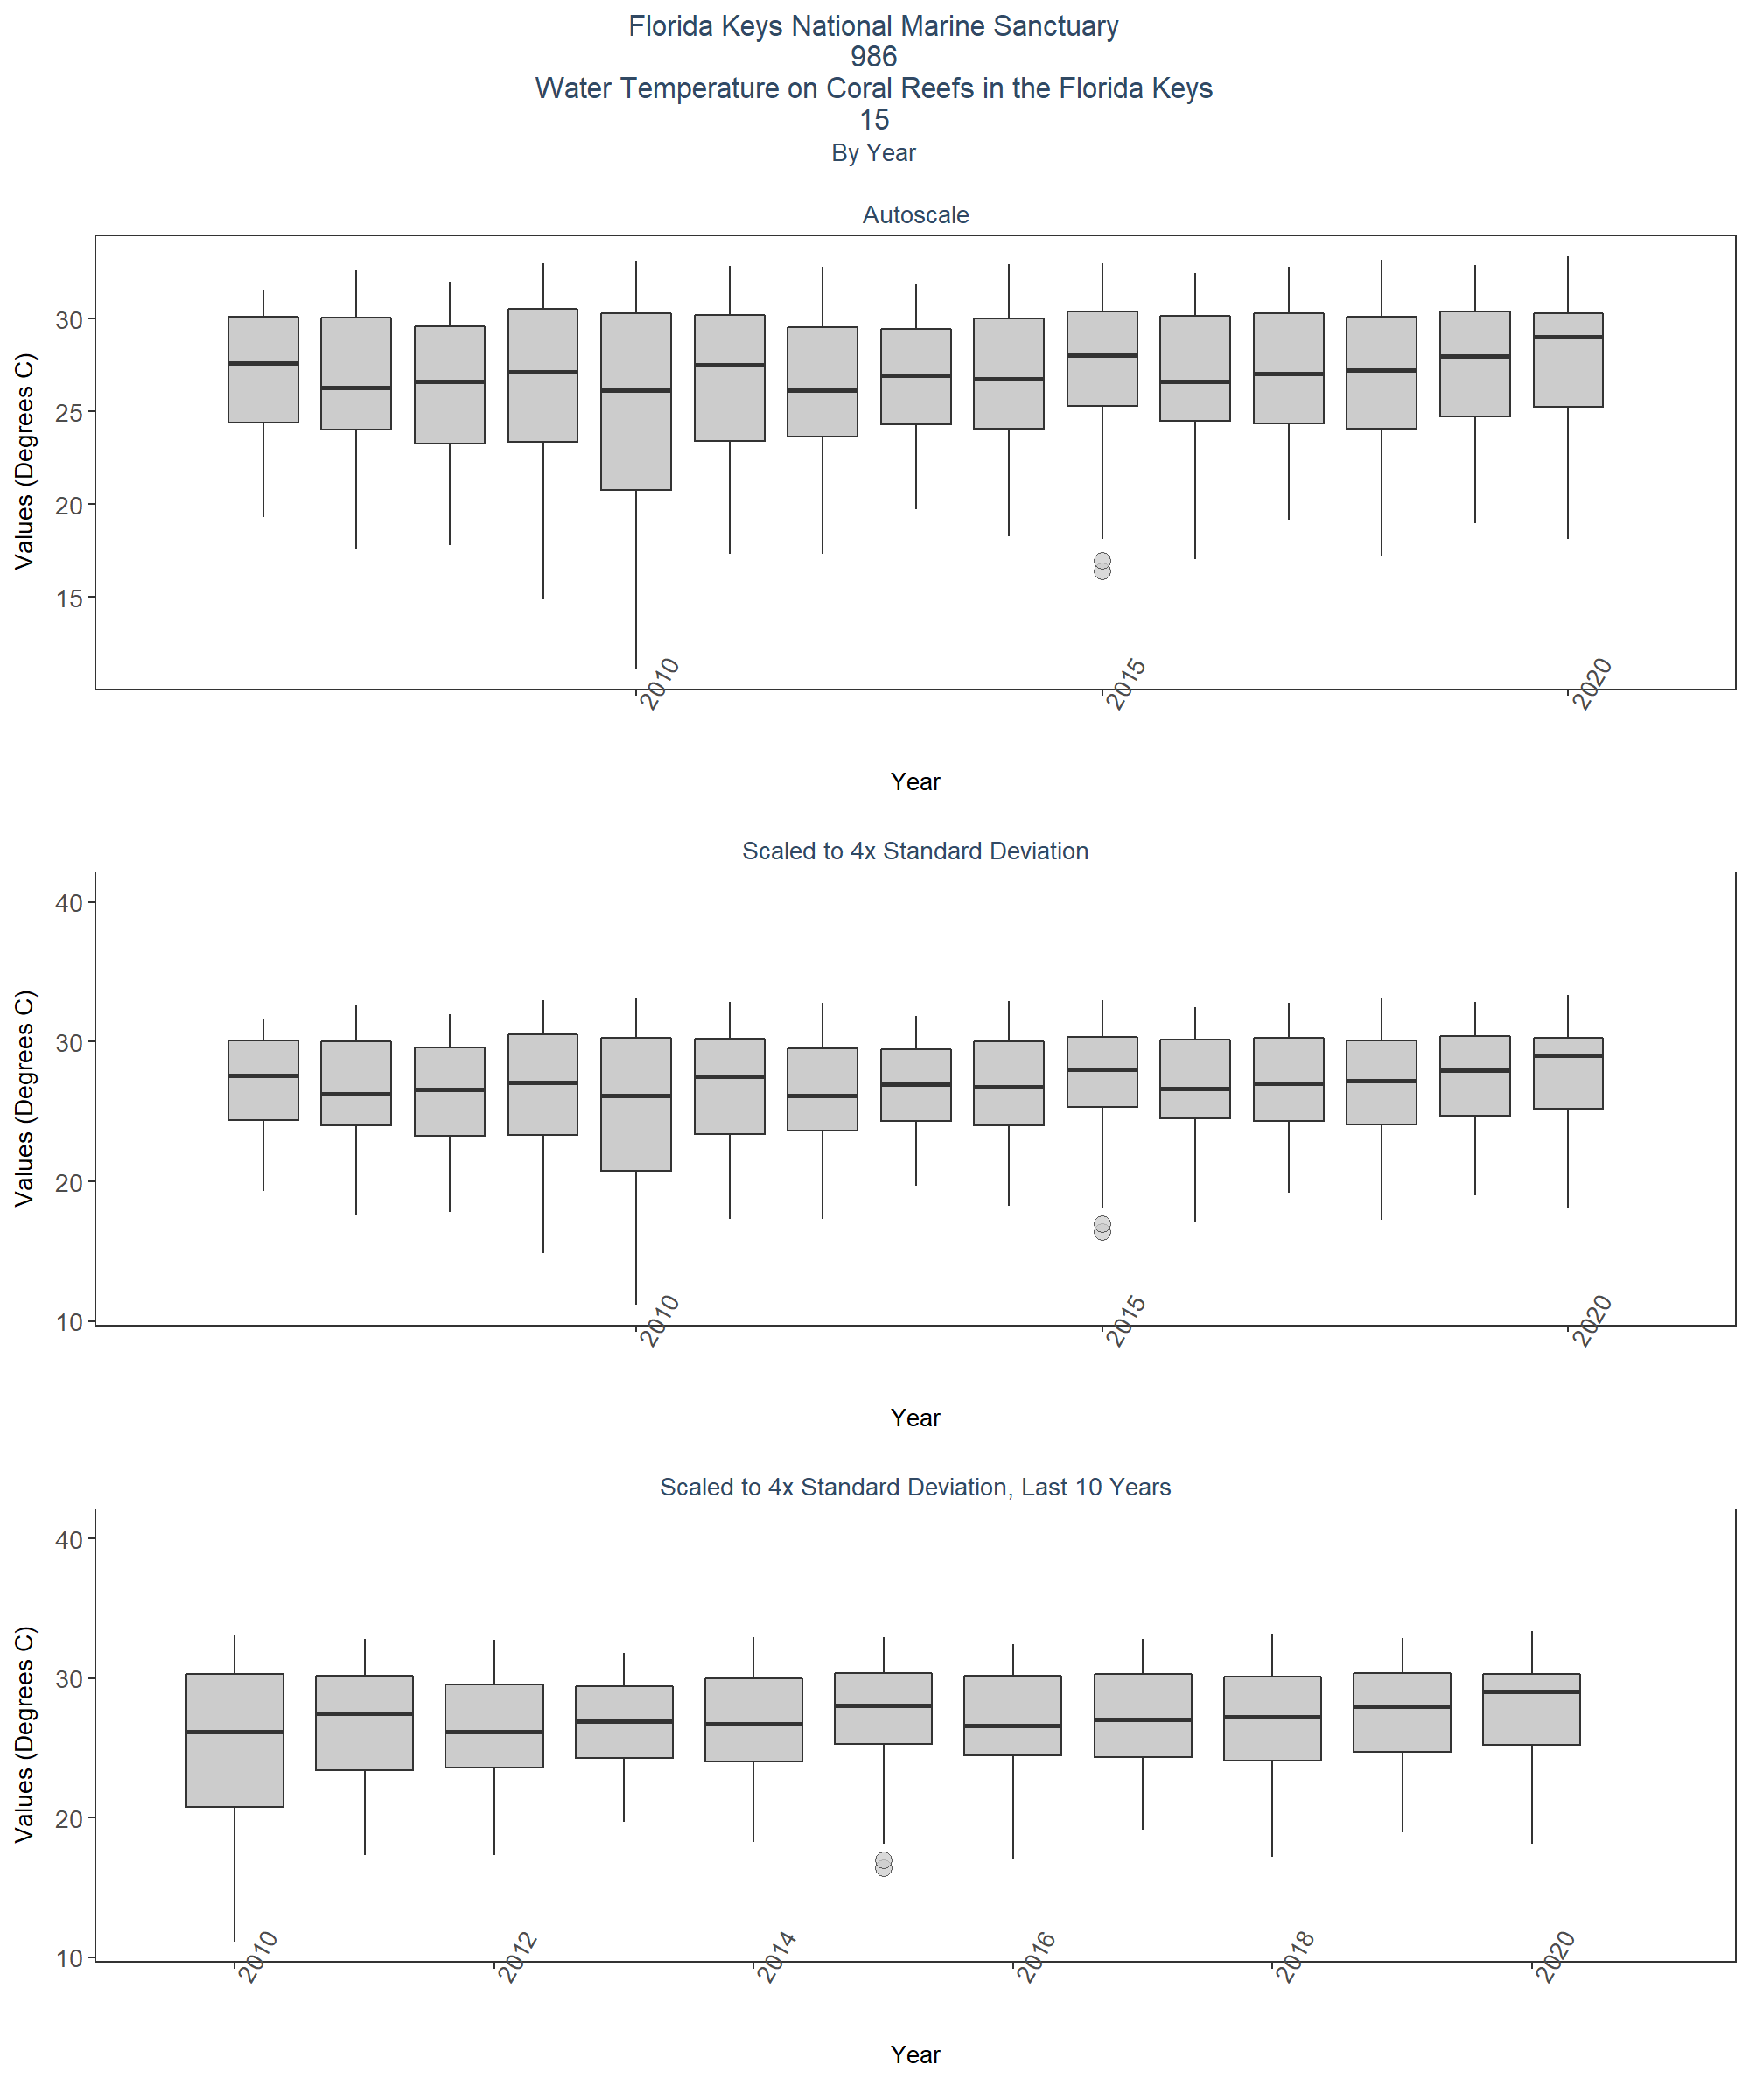 Florida Keys National Marine Sanctuary
986
Water Temperature on Coral Reefs in the Florida Keys
15
By Year
Autoscale
Values (Degrees C)
30
25
20
15
2010
2015
2020
Year
Scaled to 4x Standard Deviation
Values (Degrees C)
40
30
20
10
2010
2015
2020
Year
Scaled to 4x Standard Deviation, Last 10 Years
Values (Degrees C)
40
30
20
10
2010
2012
2014
2016
2018
2020
Year